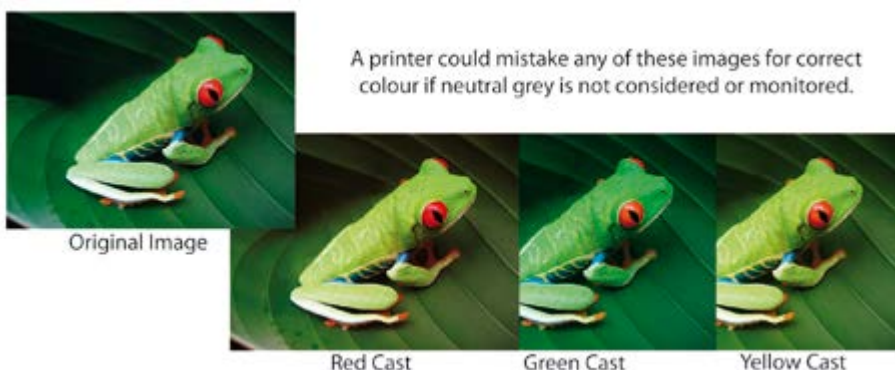 A printer could mistake any of these images for correct
colour if neutral grey is not considered or monitored.
Original Image
Red Cast
Green Cast
Yellow Cast